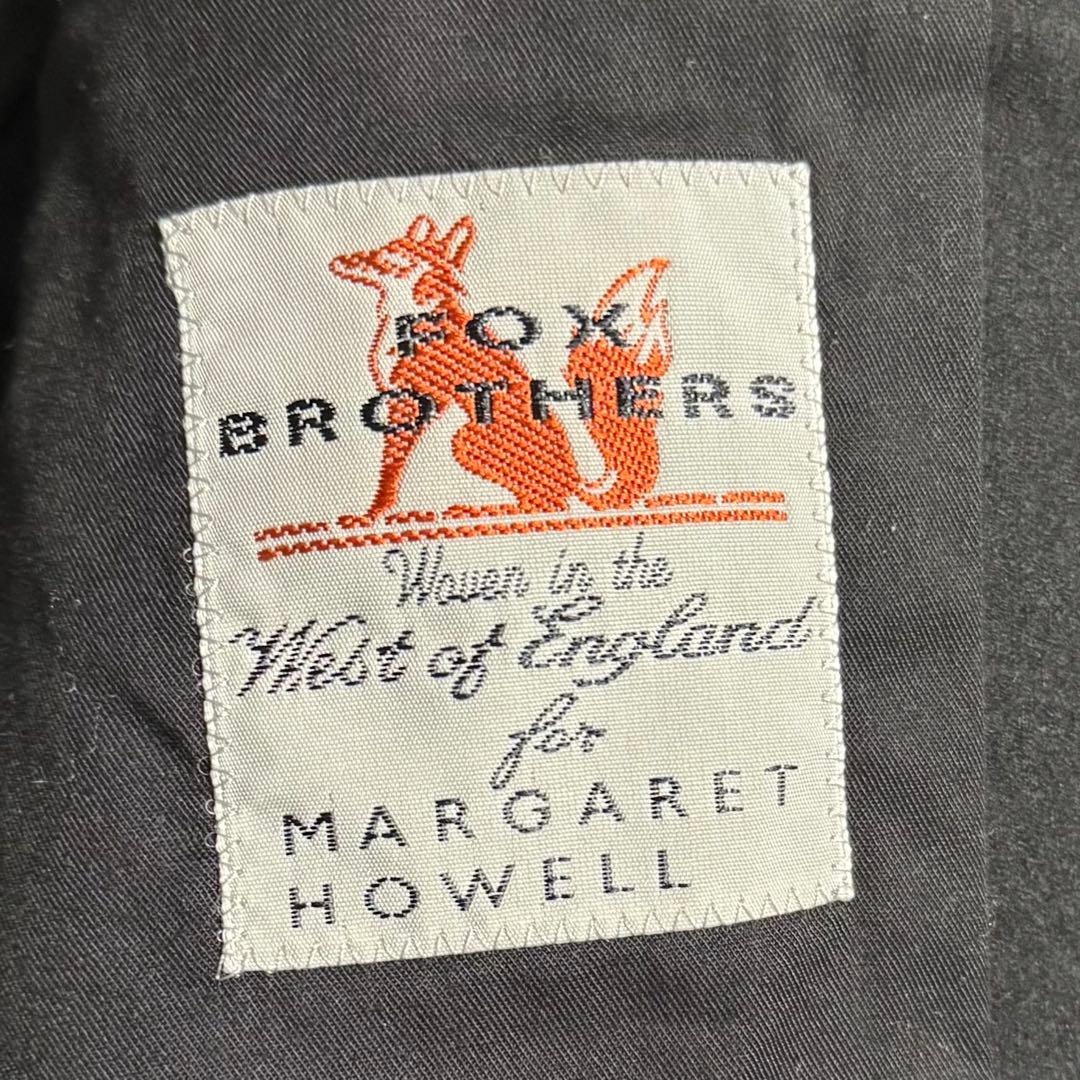 FOX
BROTHERS
Woven in the
West of England
for
MARGARET
HOWELL